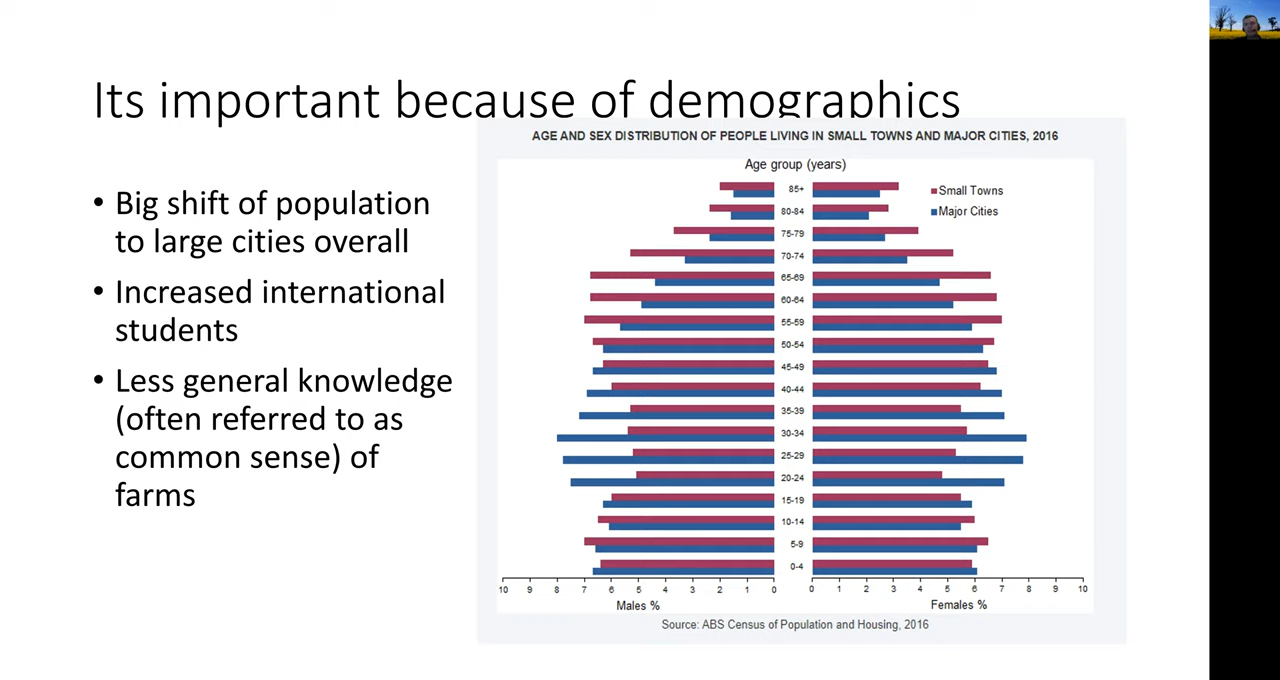 Its important because of demographics
• Big shift of population
to large cities overall
• Increased international
students
• Less general knowledge
(often referred to as
common sense) of
farms
AGE AND SEX DISTRIBUTION OF PEOPLE LIVING IN SMALL TOWNS AND MAJOR CITIES, 2016
Age group (years)
Small Towns
Major Cities
85+
80-84
75-79
70-74
65-69
60-64
55-59
50-54
45-49
40-44
35-39
30-34
25-29
20-24
15-19
10-14
5-9
0-4
10 9 8 7 6 5 4 3 2 1 0 0 1 2 3 4 5 6 7 8 9 10
Males % Females %
Source: ABS Census of Population and Housing, 2016